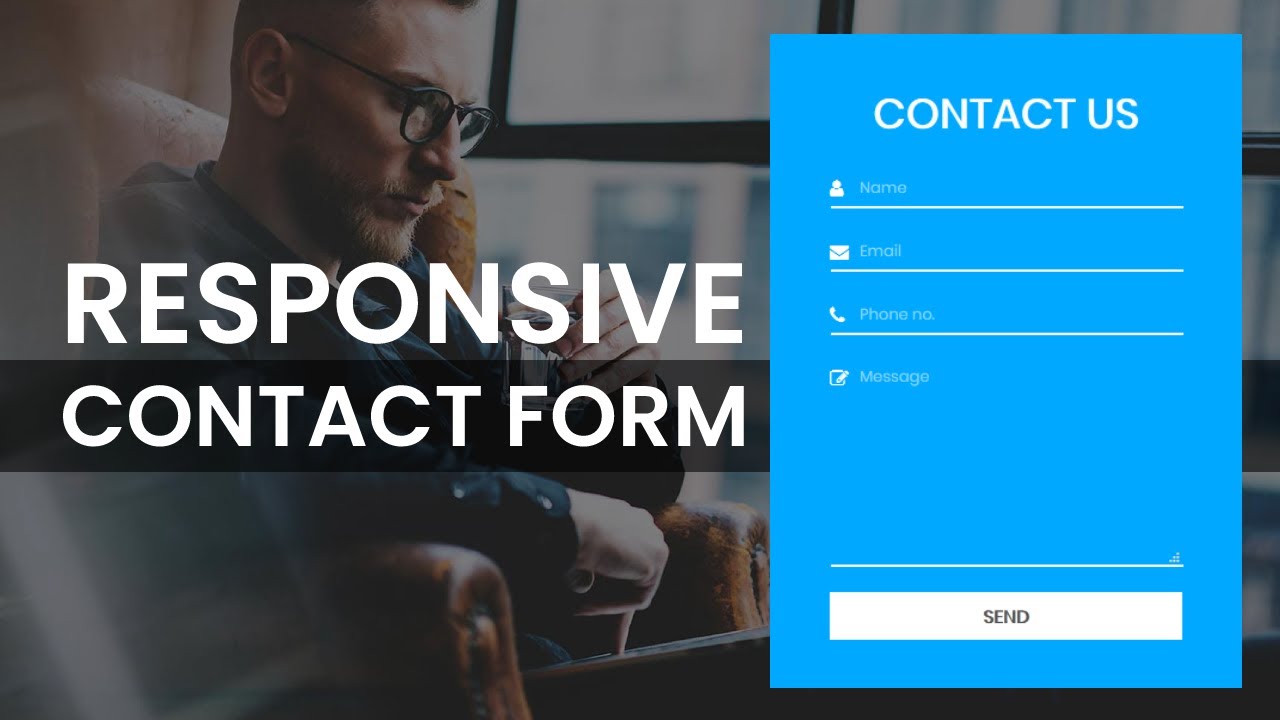 RESPONSIVE
CONTACT FORM
CONTACT US
Name
Email
Phone no.
Message
SEND